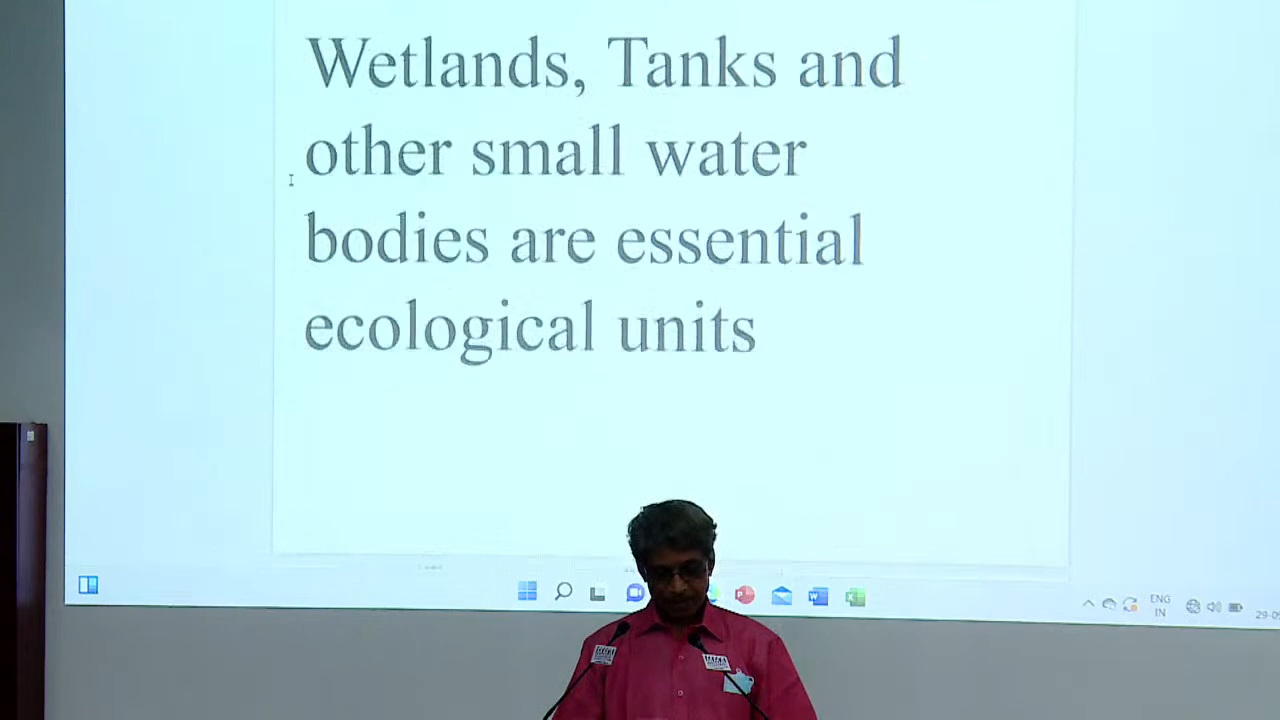 Wetlands, Tanks and
other small water
bodies are essential
ecological units
ENG
IN